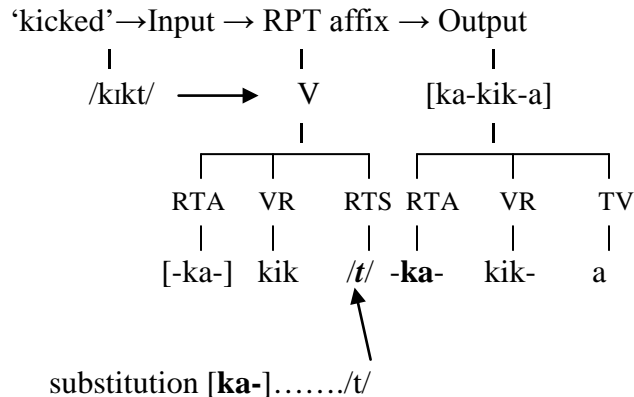 ‘kicked’→Input → RPT affix → Output
/kɪkt/ → V [ka-kik-a]
RTA VR RTS RTA VR TV
[-ka-] kik /t/ -ka- kik- a
substitution [ka-]……./t/